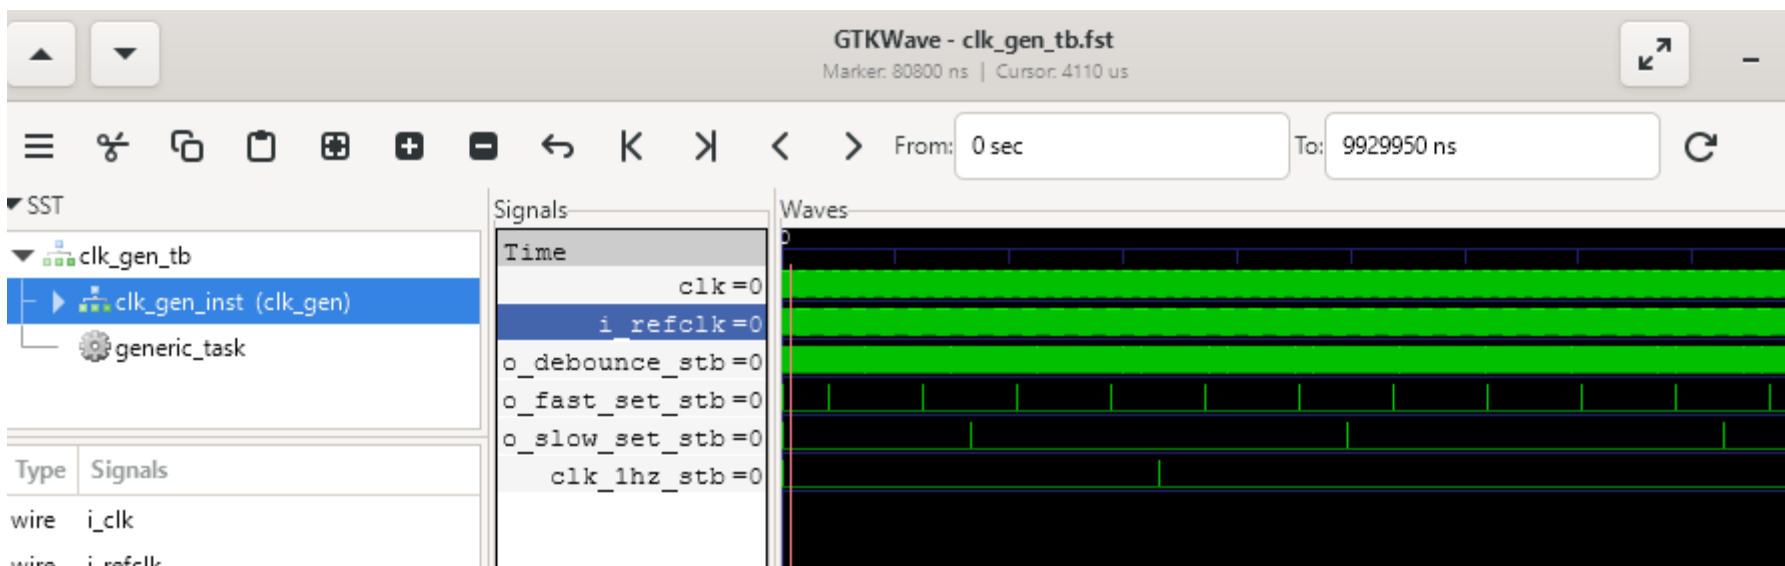 GTKWave - clk_gen_tb.fst
Marker: 80800 ns | Cursor: 4110 us
From: 0 sec To: 9929950 ns
SST
clk_gen_tb
clk_gen_inst (clk_gen)
generic_task
Type Signals
wire i_clk
wire i_refclk
Signals
Time
clk=0
i_refclk=0
o_debounce_stb=0
o_fast_set_stb=0
o_slow_set_stb=0
clk_1hz_stb=0
Waves
0